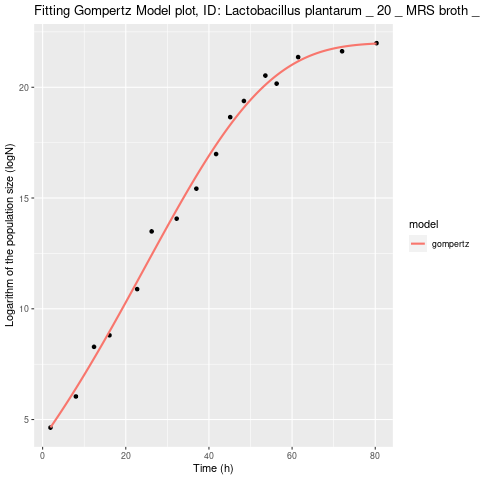 Fitting Gompertz Model plot, ID: Lactobacillus plantarum _ 20 _ MRS broth _
Logarithm of the population size (logN)
20
15
10
5
0
20
40
60
80
Time (h)
model
gompertz